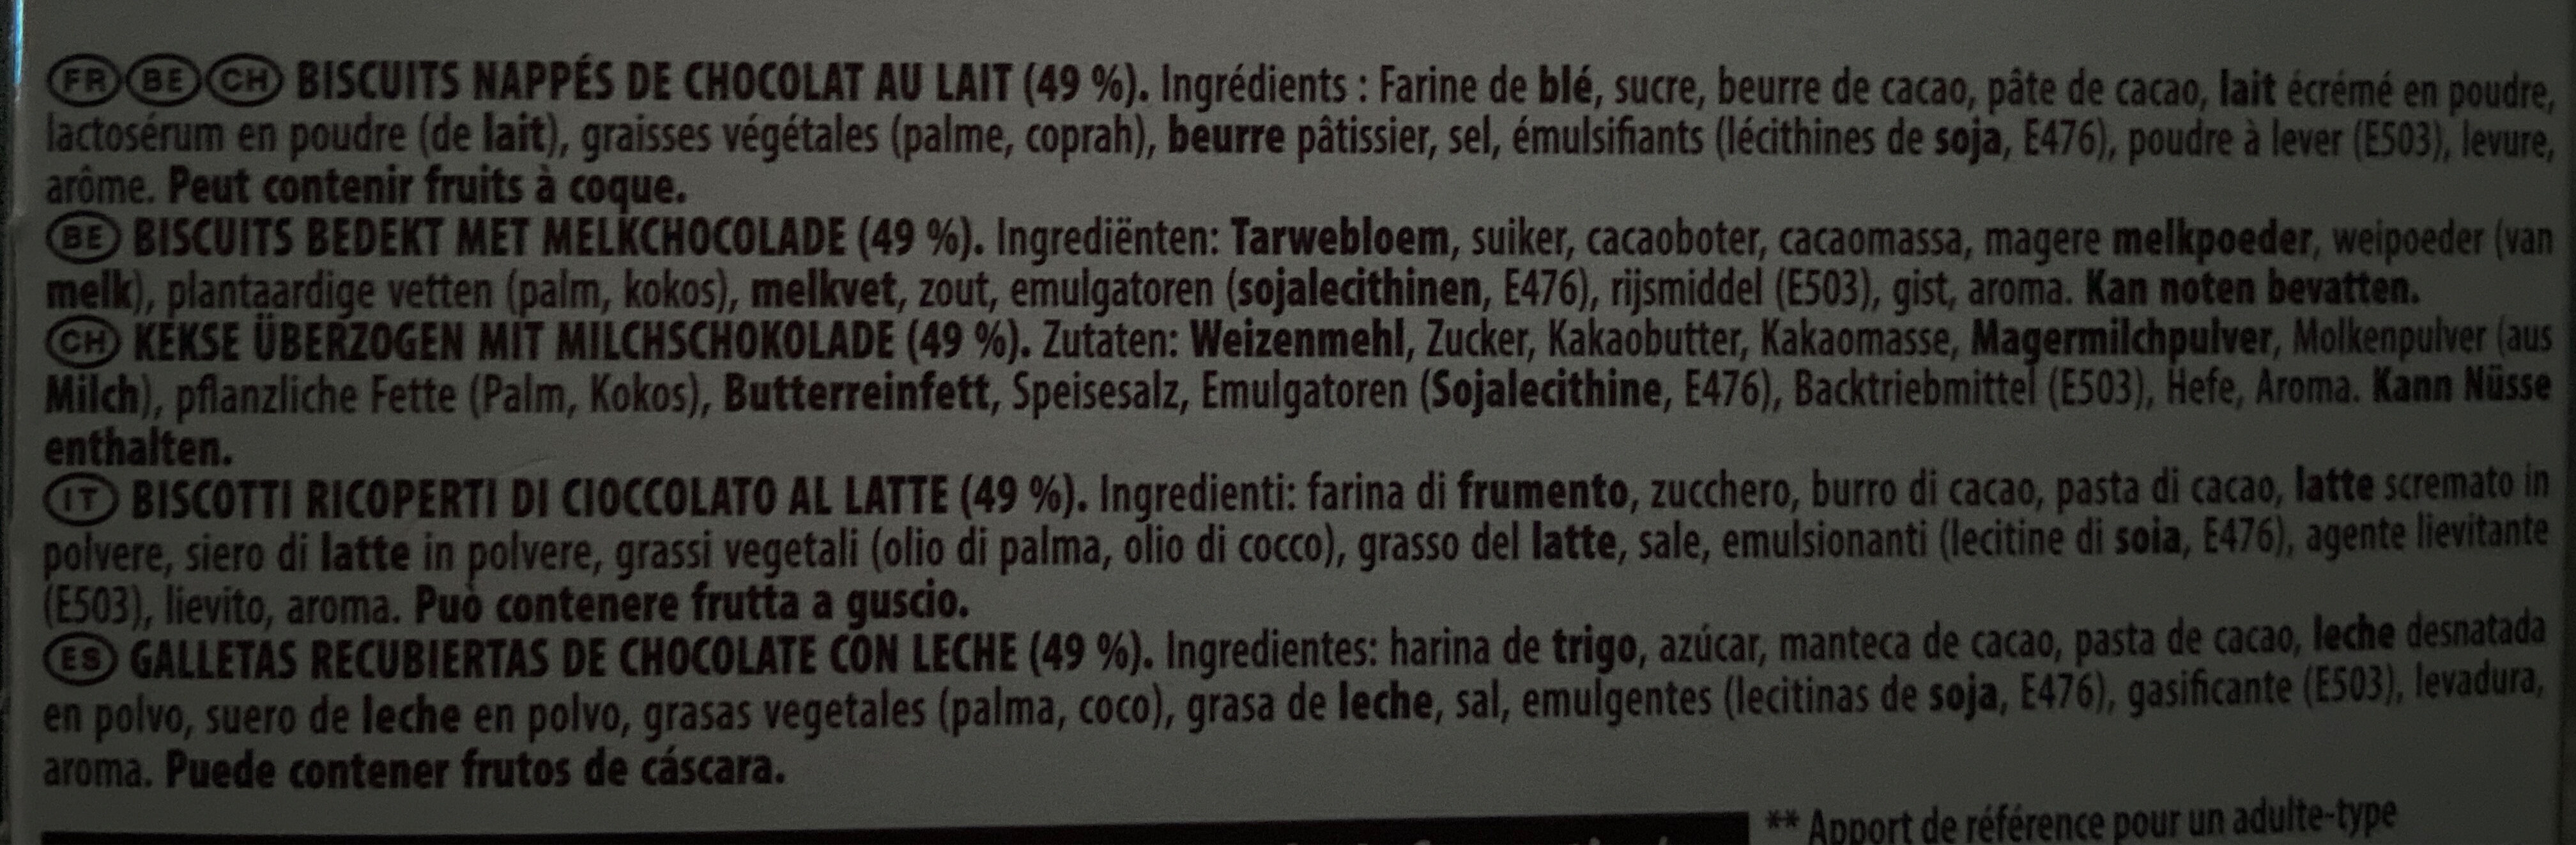 FR BE CH BISCUITS NAPPÉS DE CHOCOLAT AU LAIT (49 %). Ingrédients : Farine de blé, sucre, beurre de cacao, pâte de cacao, lait écrémé en poudre,
lactosérum en poudre (de lait), graisses végétales (palme, coprah), beurre pâtissier, sel, émulsifiants (lécithines de soja, E476), poudre à lever (E503), levure,
arôme. Peut contenir fruits à coque.
BE BISCUITS BEDEKT MET MELKCHOCOLADE (49 %). Ingrediënten: Tarwebloem, suiker, cacaoboter, cacaomassa, magere melkpoeder, weipoeder (van
melk), plantaardige vetten (palm, kokos), melkvet, zout, emulgatoren (sojalecithinen, E476), rijsmiddel (E503), gist, aroma. Kan noten bevatten.
CH KEKSE ÜBERZOGEN MIT MILCHSCHOKOLADE (49 %). Zutaten: Weizenmehl, Zucker, Kakaobutter, Kakaomasse, Magermilchpulver, Molkenpulver (aus
Milch), pflanzliche Fette (Palm, Kokos), Butterreinfett, Speisesalz, Emulgatoren (Sojalecithine, E476), Backtriebmittel (E503), Hefe, Aroma. Kann Nüsse
enthalten.
IT BISCOTTI RICOPERTI DI CIOCCOLATO AL LATTE (49 %). Ingredienti: farina di frumento, zucchero, burro di cacao, pasta di cacao, latte scremato in
polvere, siero di latte in polvere, grassi vegetali (olio di palma, olio di cocco), grasso del latte, sale, emulsionanti (lecitine di soia, E476), agente lievitante
(E503), lievito, aroma. Può contenere frutta a guscio.
ES GALLETAS RECUBIERTAS DE CHOCOLATE CON LECHE (49 %). Ingredientes: harina de trigo, azúcar, manteca de cacao, pasta de cacao, leche desnatada
en polvo, suero de leche en polvo, grasas vegetales (palma, coco), grasa de leche, sal, emulgentes (lecitinas de soja, E476), gasificante (E503), levadura,
aroma. Puede contener frutos de cáscara.
** Apport de référence pour un adulte-type